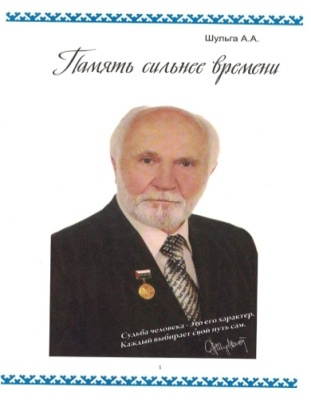 Шульга А.А.
Память сильнее времени
Судьба человека - это его характер.
Каждый выбирает свой путь сам.
1